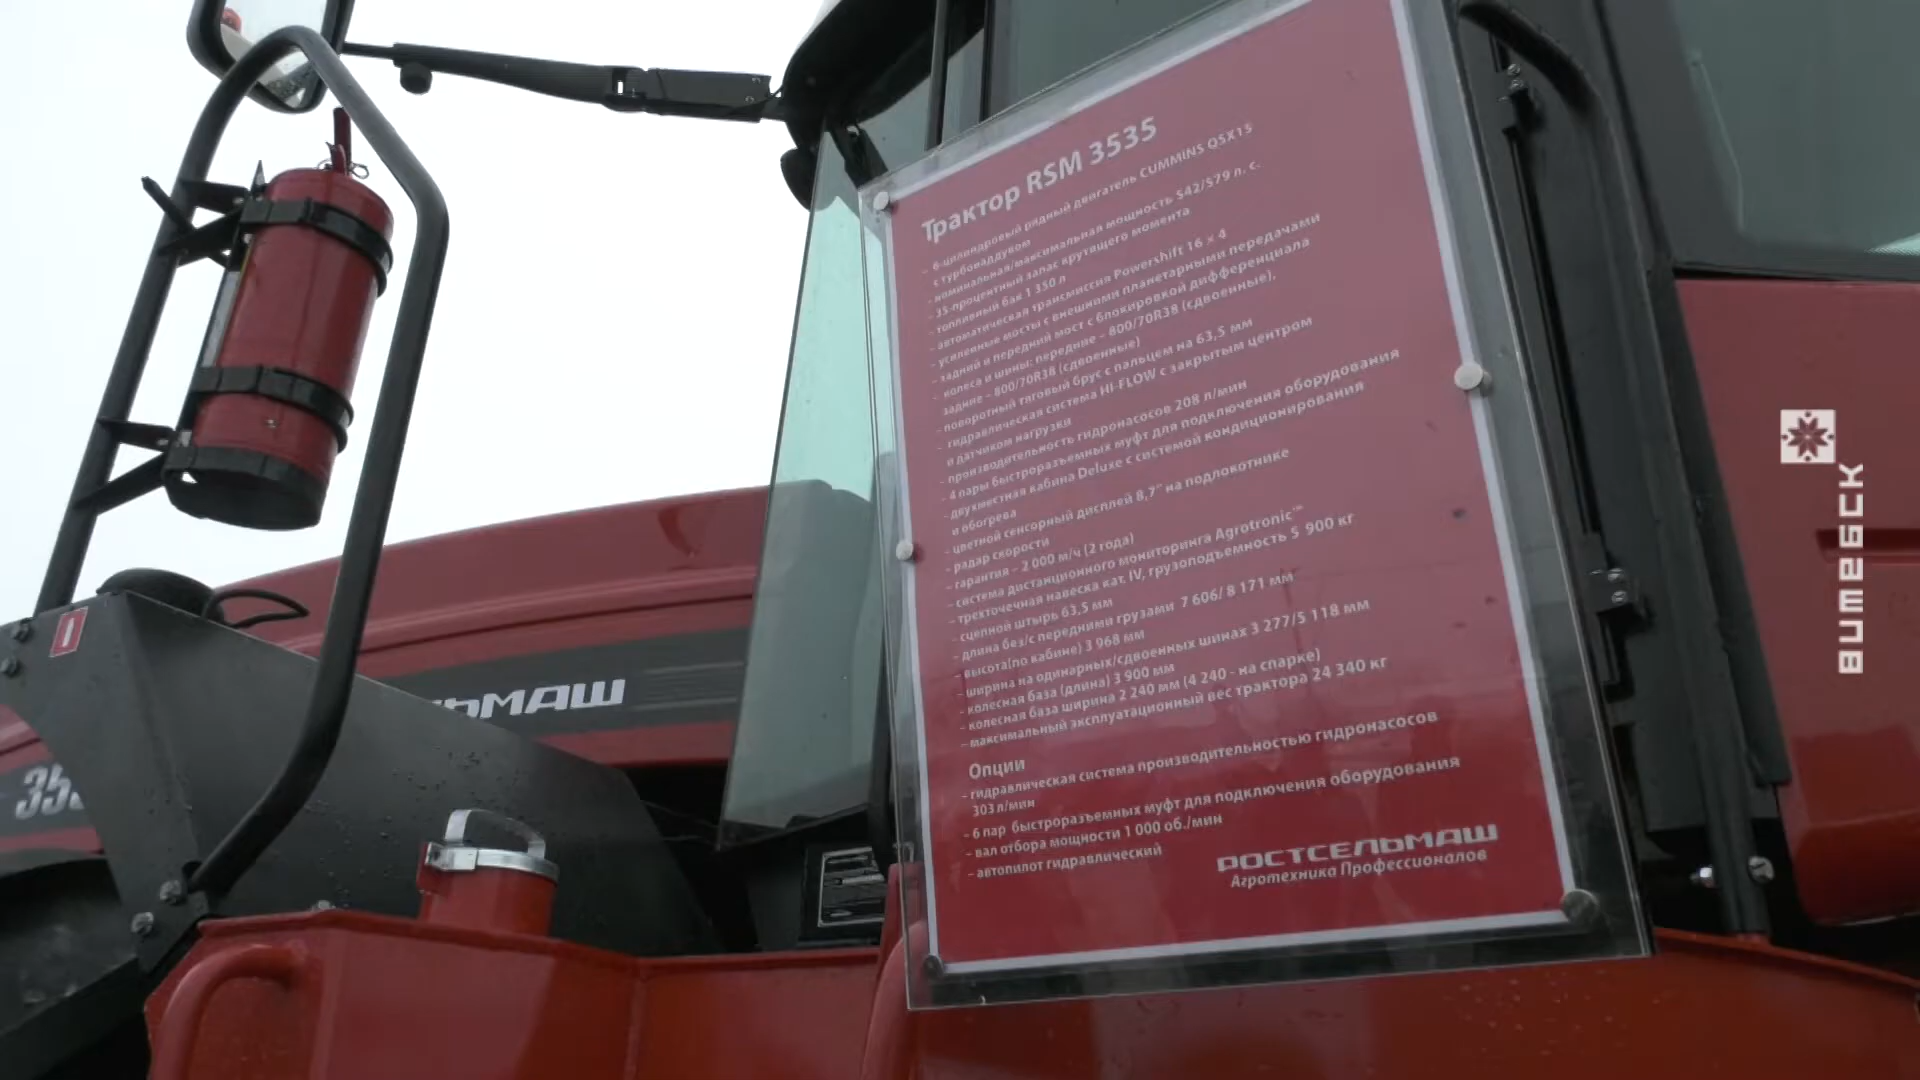 Трактор RSM 3535
- 6-цилиндровый рядный двигатель CUMMINS QSX15
с турбонаддувом
- номинальная/максимальная мощность 542/579 л. с.
- 35-процентный запас крутящего момента
- топливный бак 1 350 л
- автоматическая трансмиссия Powershift 16 × 4
- усиленные мосты с внешними планетарными передачами
- задний и передний мост с блокировкой дифференциала
- колеса и шины: передние – 800/70R38 (сдвоенные),
задние – 800/70R38 (сдвоенные)
- поворотный тяговый брус с пальцем на 63,5 мм
- гидравлическая система HI-FLOW с закрытым центром
и датчиком нагрузки
- производительность гидронасосов 208 л/мин
- 4 пары быстроразъемных муфт для подключения оборудования
- двухместная кабина Deluxe с системой кондиционирования
и обогрева
- цветной сенсорный дисплей 8,7" на подлокотнике
- радар скорости
- гарантия – 2 000 м/ч (2 года)
- система дистанционного мониторинга Agrotronic™
- трехточечная навеска кат. IV, грузоподъемность 5 900 кг
- сцепной штырь 63,5 мм
- длина без/с передними грузами 7 606/ 8 171 мм
- высота(по кабине) 3 968 мм
- ширина на одинарных/сдвоенных шинах 3 277/5 118 мм
- колесная база (длина) 3 900 мм
- колесная база ширина 2 240 мм (4 240 - на спарке)
- максимальный эксплуатационный вес трактора 24 340 кг
Опции
- гидравлическая система производительностью гидронасосов
303 л/мин
- 6 пар быстроразъемных муфт для подключения оборудования
- вал отбора мощности 1 000 об./мин
- автопилот гидравлический
РОСТСЕЛЬМАШ
Агротехника Профессионалов
ЬМАШ
35
ВИТЕБСК